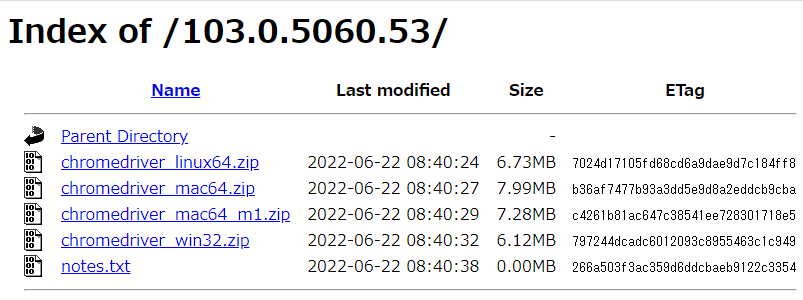 Index of /103.0.5060.53/
Name Last modified Size ETag
Parent Directory -
chromedriver_linux64.zip 2022-06-22 08:40:24 6.73MB 7024d17105fd68cd6a9dae9d7c184ff8
chromedriver_mac64.zip 2022-06-22 08:40:27 7.99MB b36af7477b93a3dd5e9d8a2eddcb9cba
chromedriver_mac64_m1.zip 2022-06-22 08:40:29 7.28MB c4261b81ac647c38541ee728301718e5
chromedriver_win32.zip 2022-06-22 08:40:32 6.12MB 797244dcadc6012093c8955463c1c949
notes.txt 2022-06-22 08:40:38 0.00MB 266a503f3ac359d6ddcbaeb9122c3354